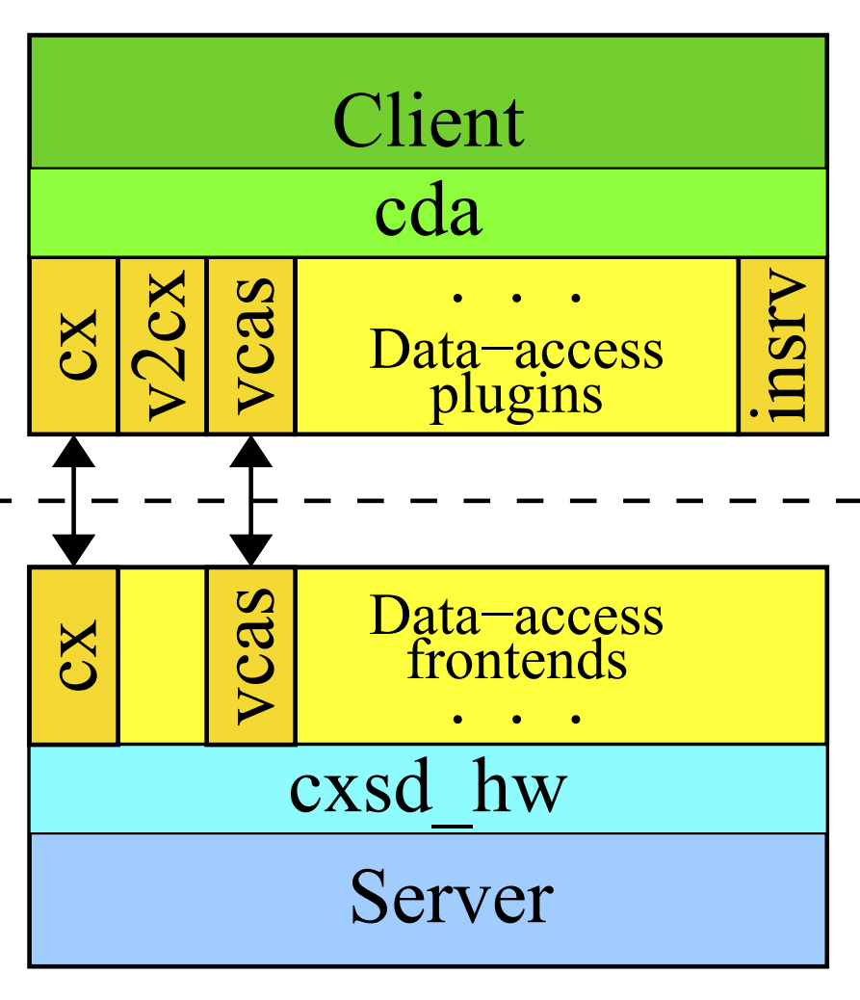 Client
cda
cx
v2cx
vcas
. . .
Data−access
plugins
insrv
cx
vcas
Data−access
frontends
. . .
cxsd_hw
Server